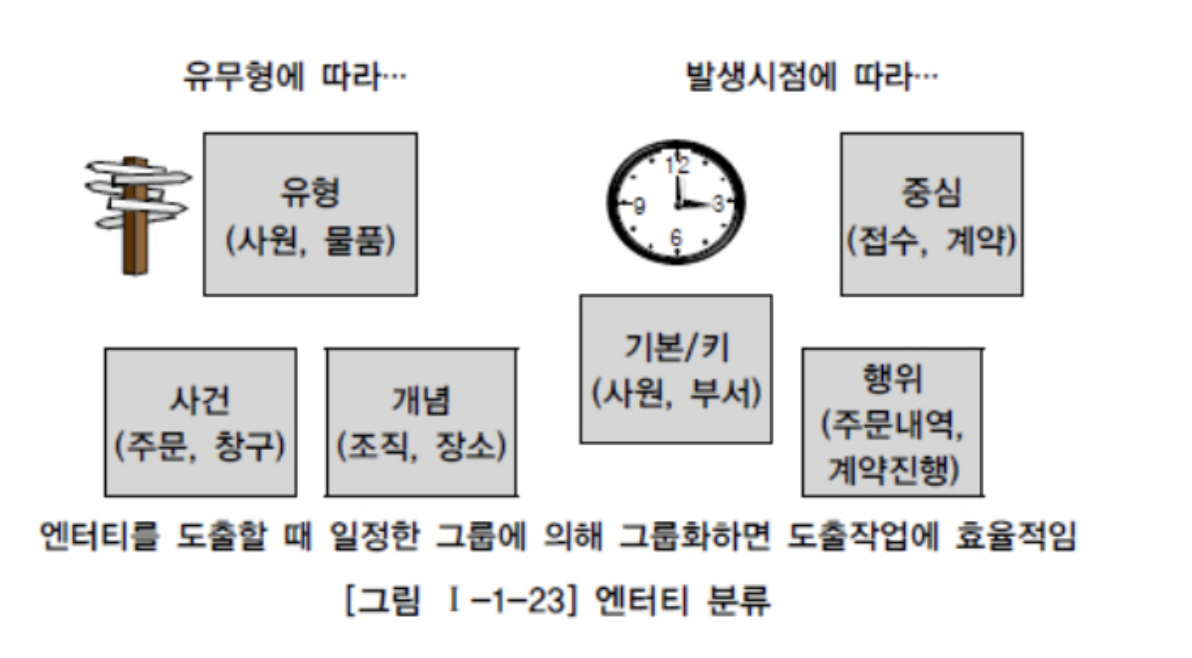 유무형에 따라…
유형
(사원, 물품)
사건
(주문, 창구)
개념
(조직, 장소)
발생시점에 따라…
12
3
6
9
중심
(접수, 계약)
기본/키
(사원, 부서)
행위
(주문내역,
계약진행)
엔터티를 도출할 때 일정한 그룹에 의해 그룹화하면 도출작업에 효율적임
[그림 Ⅰ-1-23] 엔터티 분류